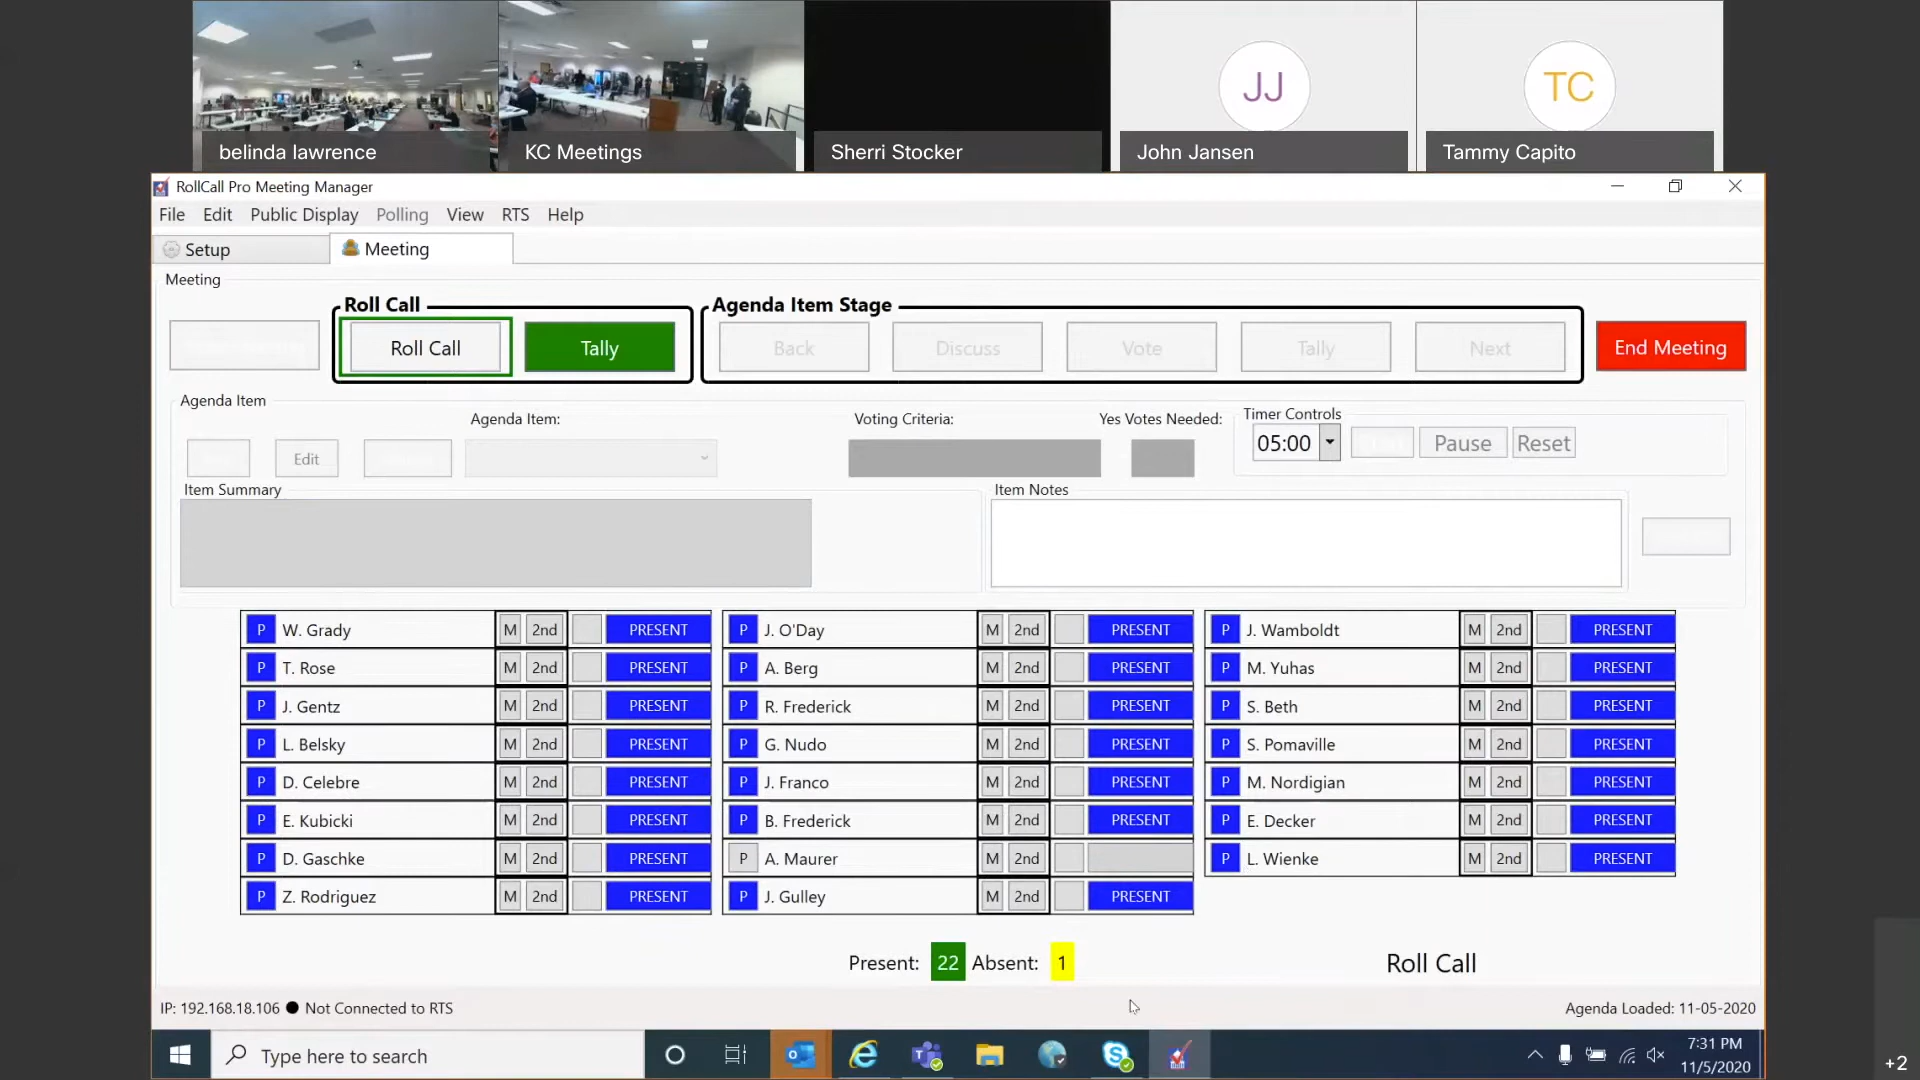 JJ
TC
belinda lawrence
KC Meetings
Sherri Stocker
John Jansen
Tammy Capito
RollCall Pro Meeting Manager
File Edit Public Display Polling View RTS Help
Setup
Meeting
Meeting
Roll Call
Agenda Item Stage
Roll Call
Tally
Back
Discuss
Vote
Tally
Next
End Meeting
Agenda Item
Agenda Item:
Voting Criteria:
Yes Votes Needed:
Timer Controls
Edit
05:00
Pause
Reset
Item Summary
Item Notes
P W. Grady M 2nd PRESENT
P J. O'Day M 2nd PRESENT
P J. Wamboldt M 2nd PRESENT
P T. Rose M 2nd PRESENT
P A. Berg M 2nd PRESENT
P M. Yuhas M 2nd PRESENT
P J. Gentz M 2nd PRESENT
P R. Frederick M 2nd PRESENT
P S. Beth M 2nd PRESENT
P L. Belsky M 2nd PRESENT
P G. Nudo M 2nd PRESENT
P S. Pomaville M 2nd PRESENT
P D. Celebre M 2nd PRESENT
P J. Franco M 2nd PRESENT
P M. Nordigian M 2nd PRESENT
P E. Kubicki M 2nd PRESENT
P B. Frederick M 2nd PRESENT
P E. Decker M 2nd PRESENT
P D. Gaschke M 2nd PRESENT
P A. Maurer M 2nd
P L. Wienke M 2nd PRESENT
P Z. Rodriguez M 2nd PRESENT
P J. Gulley M 2nd PRESENT
Present: 22 Absent: 1
Roll Call
IP: 192.168.18.106 Not Connected to RTS
Agenda Loaded: 11-05-2020
Type here to search
7:31 PM
11/5/2020
+2